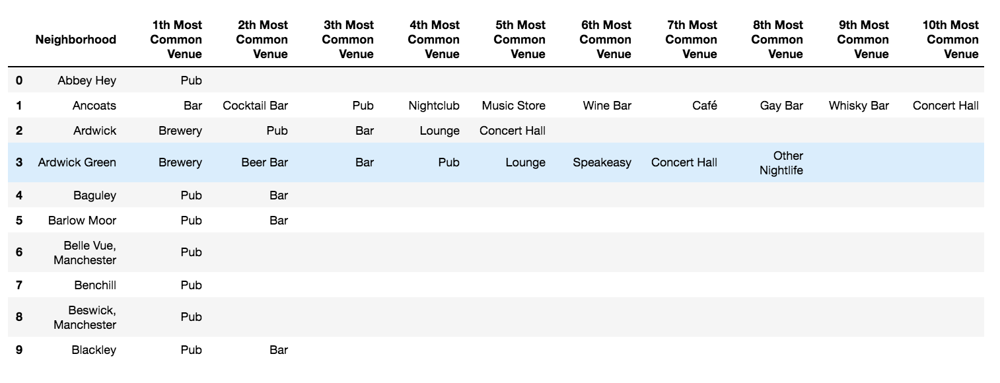 Neighborhood 1th Most Common Venue 2th Most Common Venue 3th Most Common Venue 4th Most Common Venue 5th Most Common Venue 6th Most Common Venue 7th Most Common Venue 8th Most Common Venue 9th Most Common Venue 10th Most Common Venue
0 Abbey Hey Pub
1 Ancoats Bar Cocktail Bar Pub Nightclub Music Store Wine Bar Café Gay Bar Whisky Bar Concert Hall
2 Ardwick Brewery Pub Bar Lounge Concert Hall
3 Ardwick Green Brewery Beer Bar Bar Pub Lounge Speakeasy Concert Hall Other Nightlife
4 Baguley Pub Bar
5 Barlow Moor Pub Bar
6 Belle Vue, Manchester Pub
7 Benchill Pub
8 Beswick, Manchester Pub
9 Blackley Pub Bar